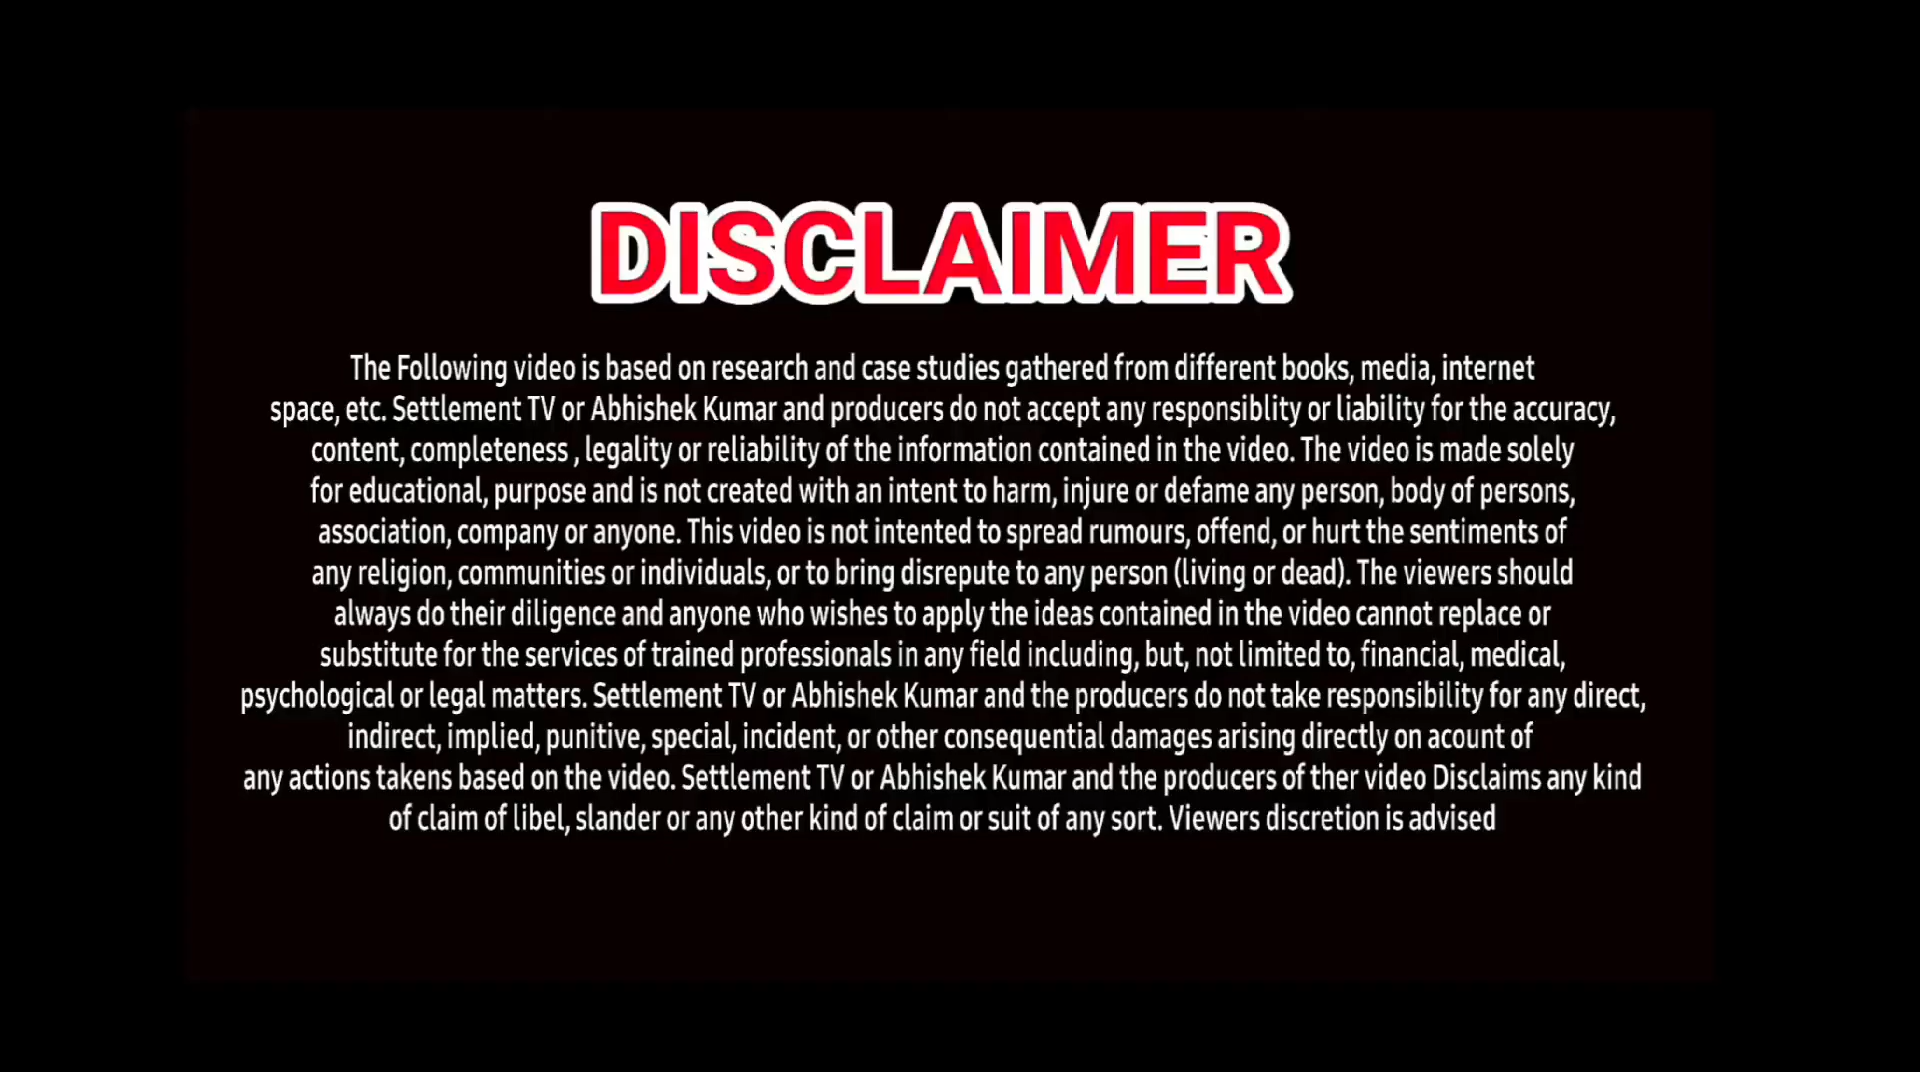 DISCLAIMER
The Following video is based on research and case studies gathered from different books, media, internet
space, etc. Settlement TV or Abhishek Kumar and producers do not accept any responsiblity or liability for the accuracy,
content, completeness , legality or reliability of the information contained in the video. The video is made solely
for educational, purpose and is not created with an intent to harm, injure or defame any person, body of persons,
association, company or anyone. This video is not intented to spread rumours, offend, or hurt the sentiments of
any religion, communities or individuals, or to bring disrepute to any person (living or dead). The viewers should
always do their diligence and anyone who wishes to apply the ideas contained in the video cannot replace or
substitute for the services of trained professionals in any field including, but, not limited to, financial, medical,
psychological or legal matters. Settlement TV or Abhishek Kumar and the producers do not take responsibility for any direct,
indirect, implied, punitive, special, incident, or other consequential damages arising directly on acount of
any actions takens based on the video. Settlement TV or Abhishek Kumar and the producers of ther video Disclaims any kind
of claim of libel, slander or any other kind of claim or suit of any sort. Viewers discretion is advised